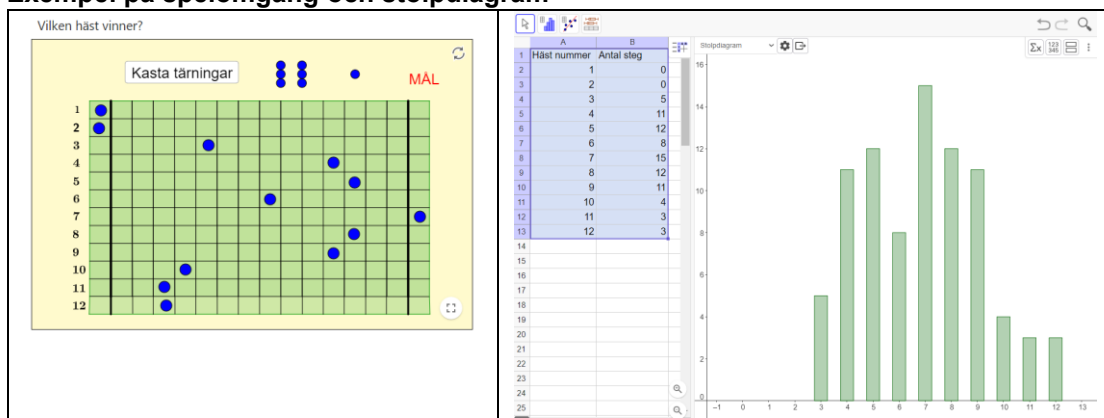 Exempel på spelomgång och stolpdiagram
Vilken häst vinner?
Kasta tärningar
MÅL
1
2
3
4
5
6
7
8
9
10
11
12
A B
1 Häst nummer Antal steg
2 1 0
3 2 0
4 3 5
5 4 11
6 5 12
7 6 8
8 7 15
9 8 12
10 9 11
11 10 4
12 11 3
13 12 3
14
15
16
17
18
19
20
21
22
23
24
25
Stolpdiagram
Σx 123 345
16
14
12
10
8
6
4
2
0
−1 0 1 2 3 4 5 6 7 8 9 10 11 12 13